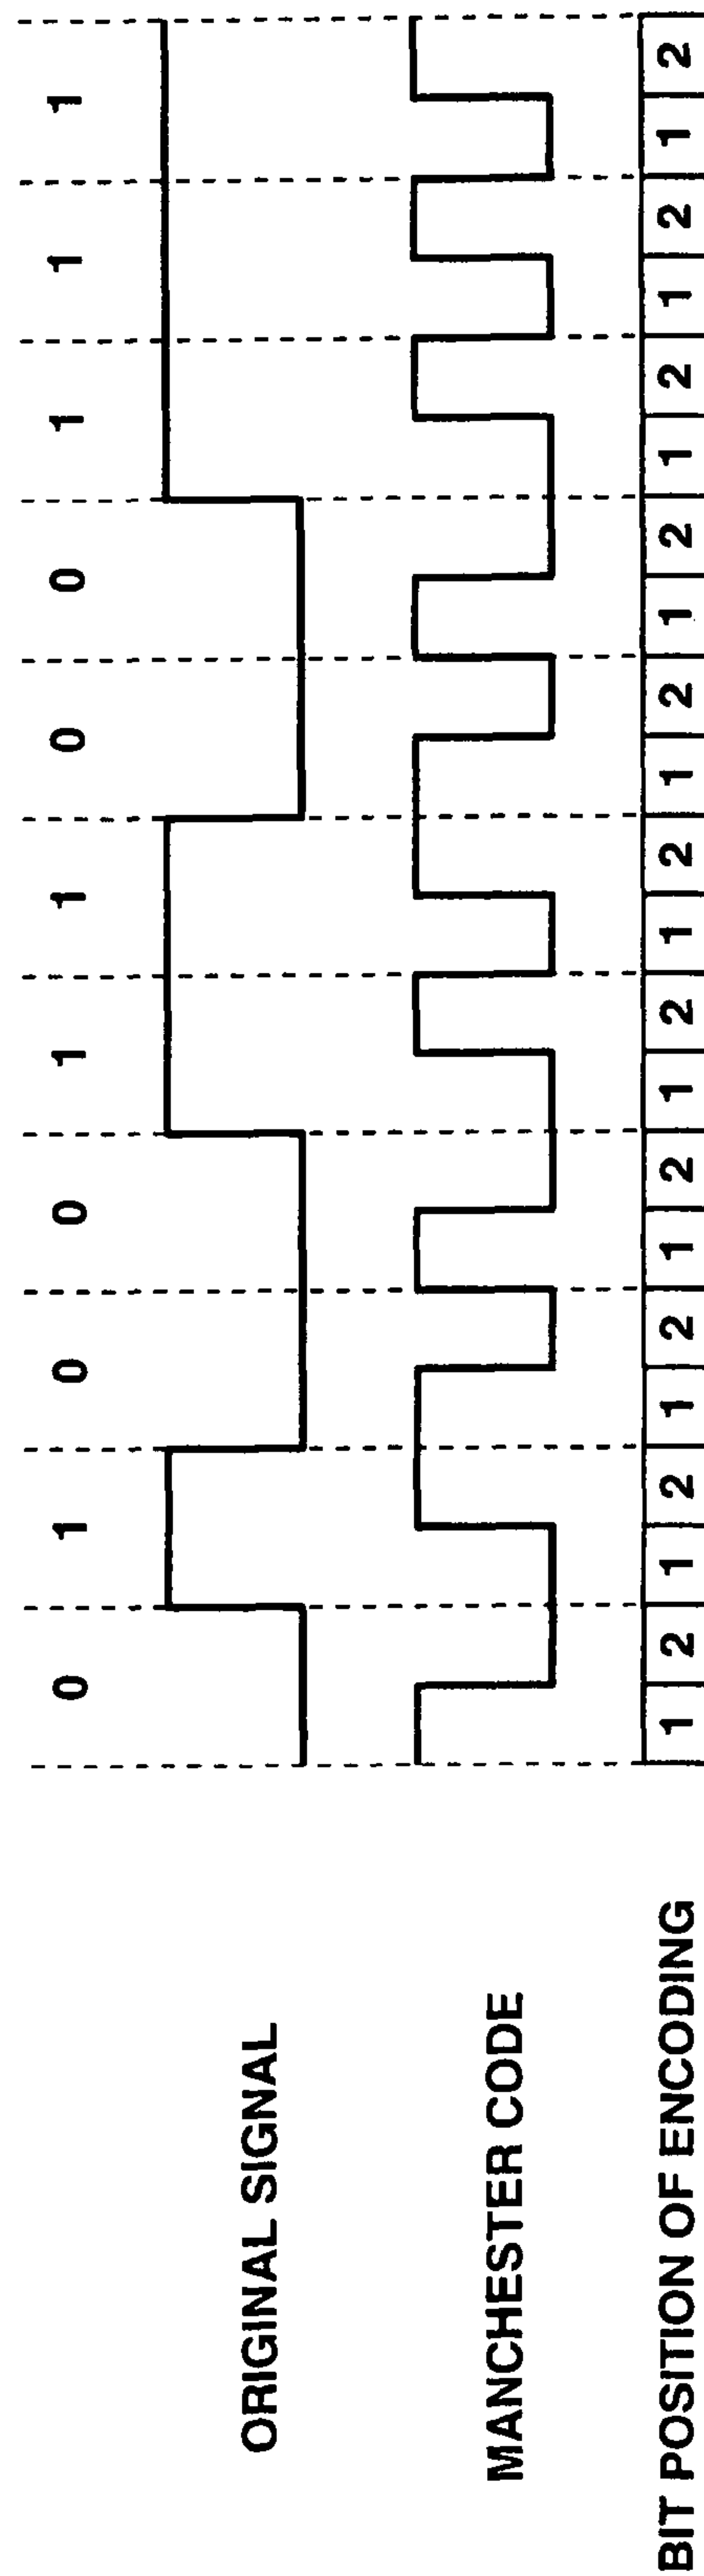 0 1 0 0 1 1 0 0 1 1 1
ORIGINAL SIGNAL
MANCHESTER CODE
BIT POSITION OF ENCODING 1 2 1 2 1 2 1 2 1 2 1 2 1 2 1 2 1 2 1 2 1 2